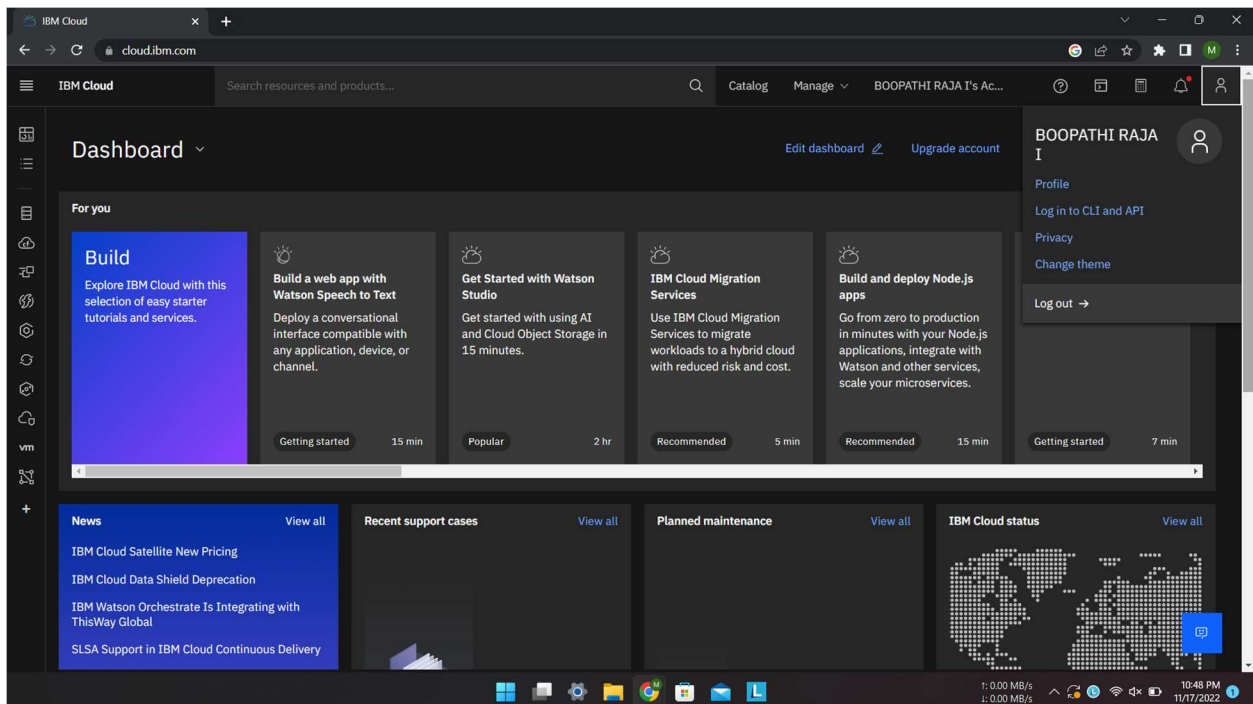 IBM Cloud
cloud.ibm.com
M
IBM Cloud
Search resources and products...
Catalog
Manage
BOOPATHI RAJA I's Ac...
Dashboard
Edit dashboard
Upgrade account
BOOPATHI RAJA
I
Profile
Log in to CLI and API
Privacy
Change theme
Log out →
For you
Build
Explore IBM Cloud with this
selection of easy starter
tutorials and services.
Build a web app with
Watson Speech to Text
Deploy a conversational
interface compatible with
any application, device, or
channel.
Getting started
15 min
Get Started with Watson
Studio
Get started with using AI
and Cloud Object Storage in
15 minutes.
Popular
2 hr
IBM Cloud Migration
Services
Use IBM Cloud Migration
Services to migrate
workloads to a hybrid cloud
with reduced risk and cost.
Recommended
5 min
Build and deploy Node.js
apps
Go from zero to production
in minutes with your Node.js
applications, integrate with
Watson and other services,
scale your microservices.
Recommended
15 min
Getting started
7 min
vm
News
View all
IBM Cloud Satellite New Pricing
IBM Cloud Data Shield Deprecation
IBM Watson Orchestrate Is Integrating with
ThisWay Global
SLSA Support in IBM Cloud Continuous Delivery
Recent support cases
View all
Planned maintenance
View all
IBM Cloud status
View all
↑: 0.00 MB/s
↓: 0.00 MB/s
10:48 PM
11/17/2022
1